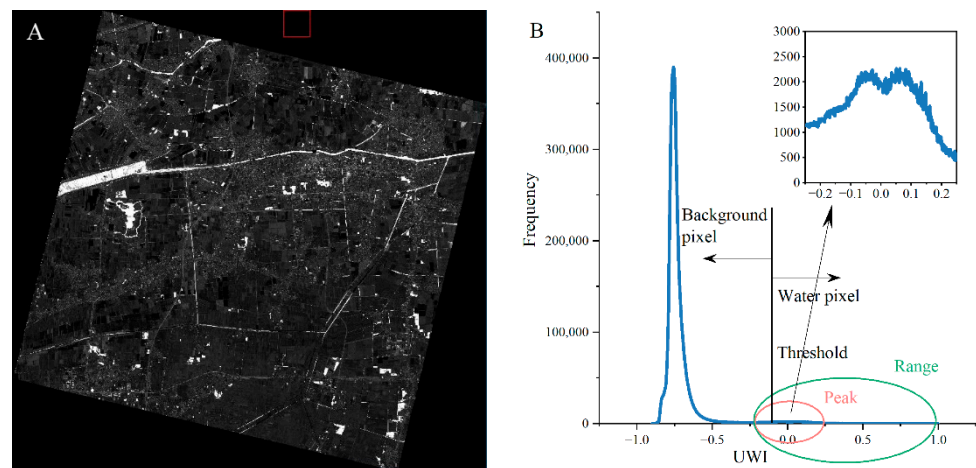 A
B
3000
2500
2000
1500
1000
500
0
−0.2 −0.1 0.0 0.1 0.2
400,000
300,000
200,000
100,000
0
Frequency
Background
pixel
Water pixel
Threshold
Range
Peak
−1.0 −0.5 0.0 0.5 1.0
UWI